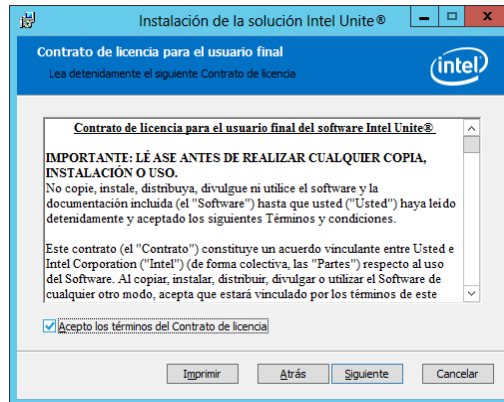 Instalación de la solución Intel Unite®
Contrato de licencia para el usuario final
Lea detenidamente el siguiente Contrato de licencia
intel
Contrato de licencia para el usuario final del software Intel Unite®
IMPORTANTE: LÉ ASE ANTES DE REALIZAR CUALQUIER COPIA,
INSTALACIÓN O USO.
No copie, instale, distribuya, divulgue ni utilice el software y la
documentación incluida (el "Software") hasta que usted ("Usted") haya leído
detenidamente y aceptado los siguientes Términos y condiciones.
Este contrato (el "Contrato") constituye un acuerdo vinculante entre Usted e
Intel Corporation ("Intel") (de forma colectiva, las "Partes") respecto al uso
del Software. Al copiar, instalar, distribuir, divulgar o utilizar el Software de
cualquier otro modo, acepta que estará vinculado por los términos de este
Acepto los términos del Contrato de licencia
Imprimir Atrás Siguiente Cancelar